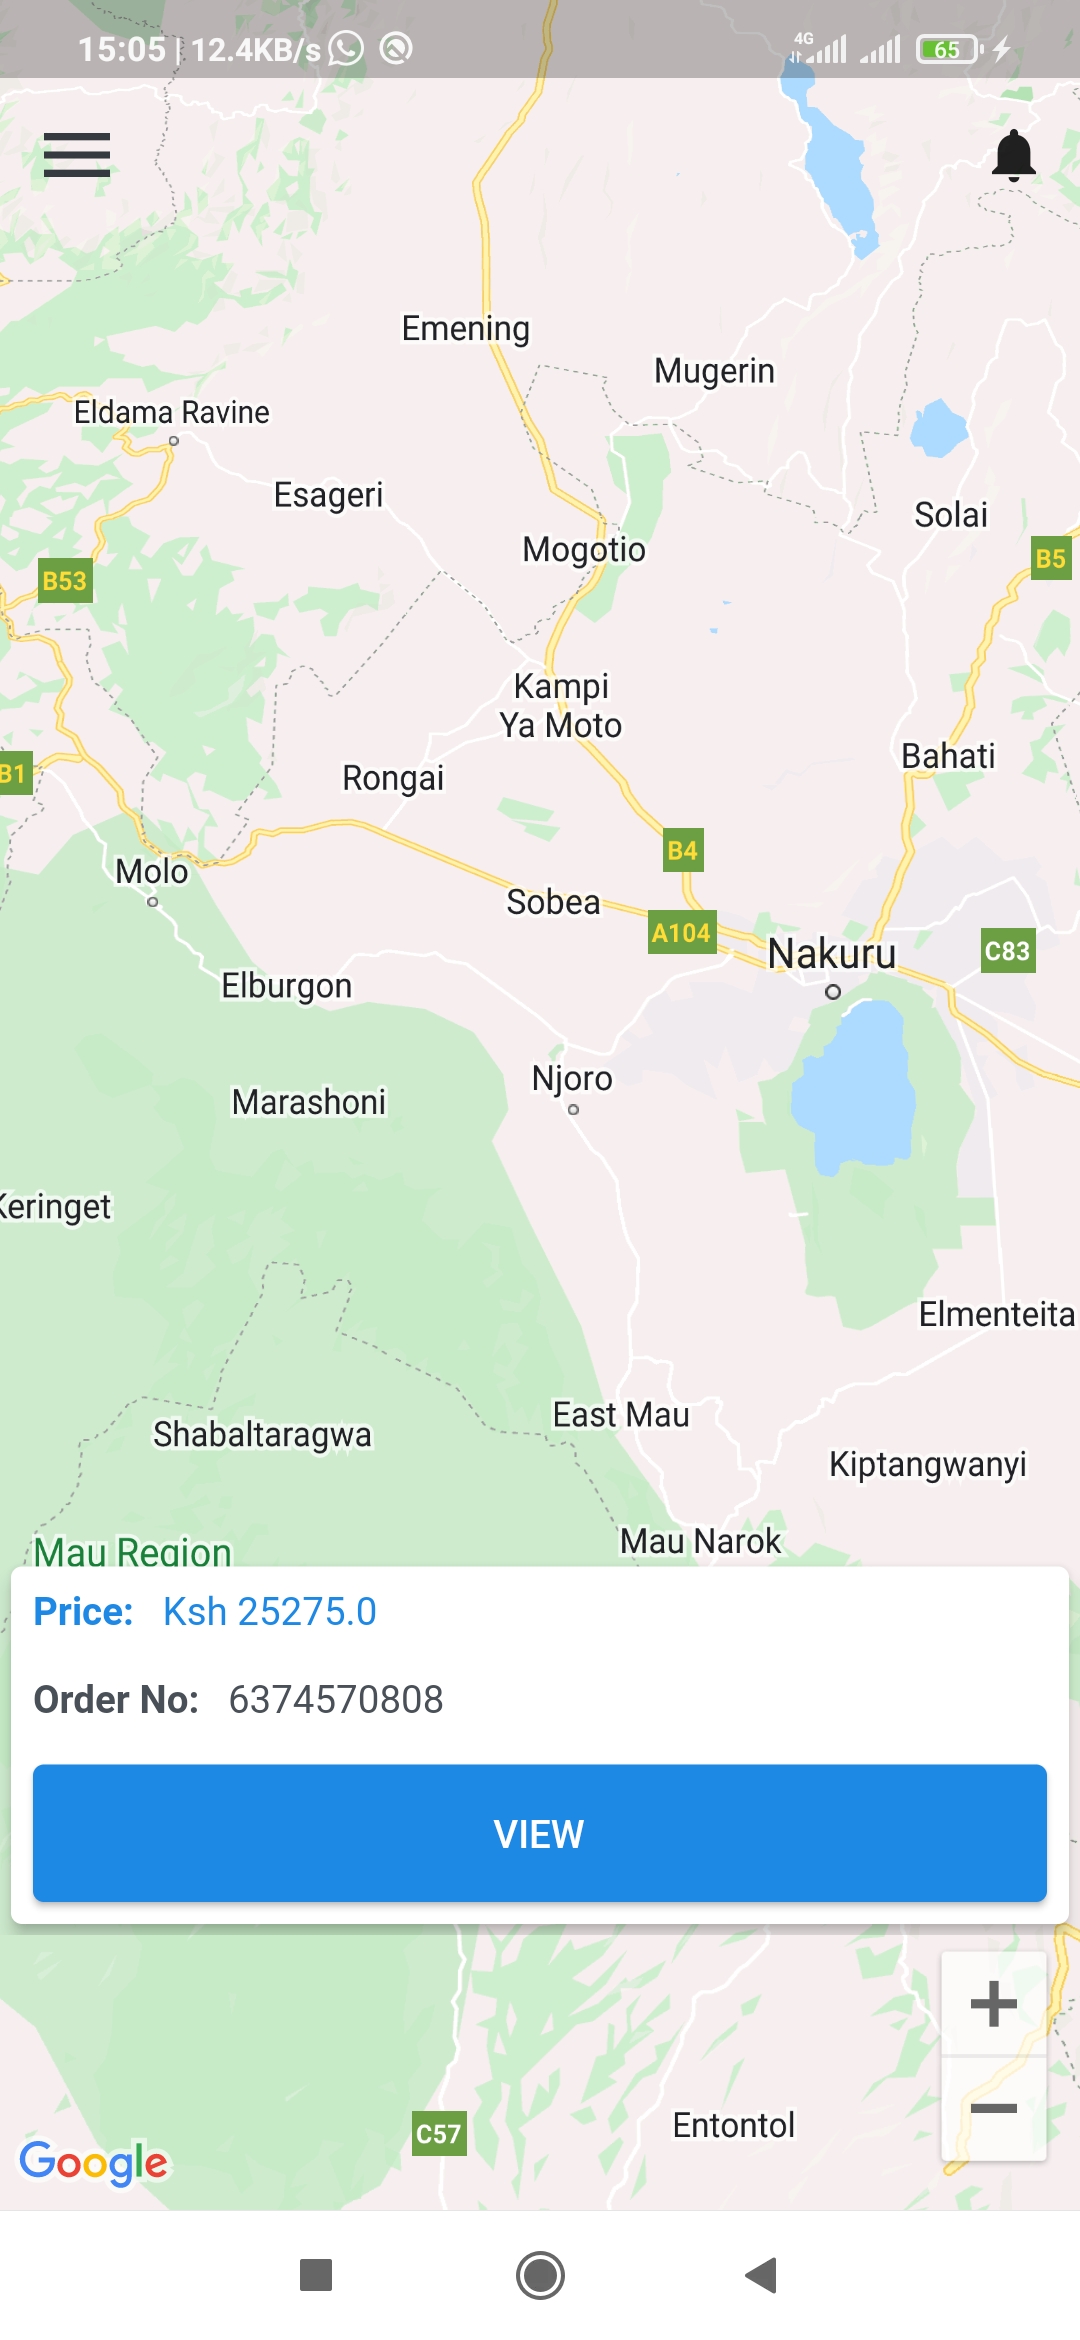 15:05 | 12.4KB/s
4G
65
Emening
Mugerin
Eldama Ravine
Esageri
Solai
Mogotio
B5
B53
Kampi
Ya Moto
Bahati
B1
Rongai
B4
Molo
Sobea
A104
Nakuru
C83
Elburgon
Njoro
Marashoni
Keringet
Elmenteita
East Mau
Shabaltaragwa
Kiptangwanyi
Mau Narok
Mau Region
Price: Ksh 25275.0
Order No: 6374570808
VIEW
Entontol
C57
Google